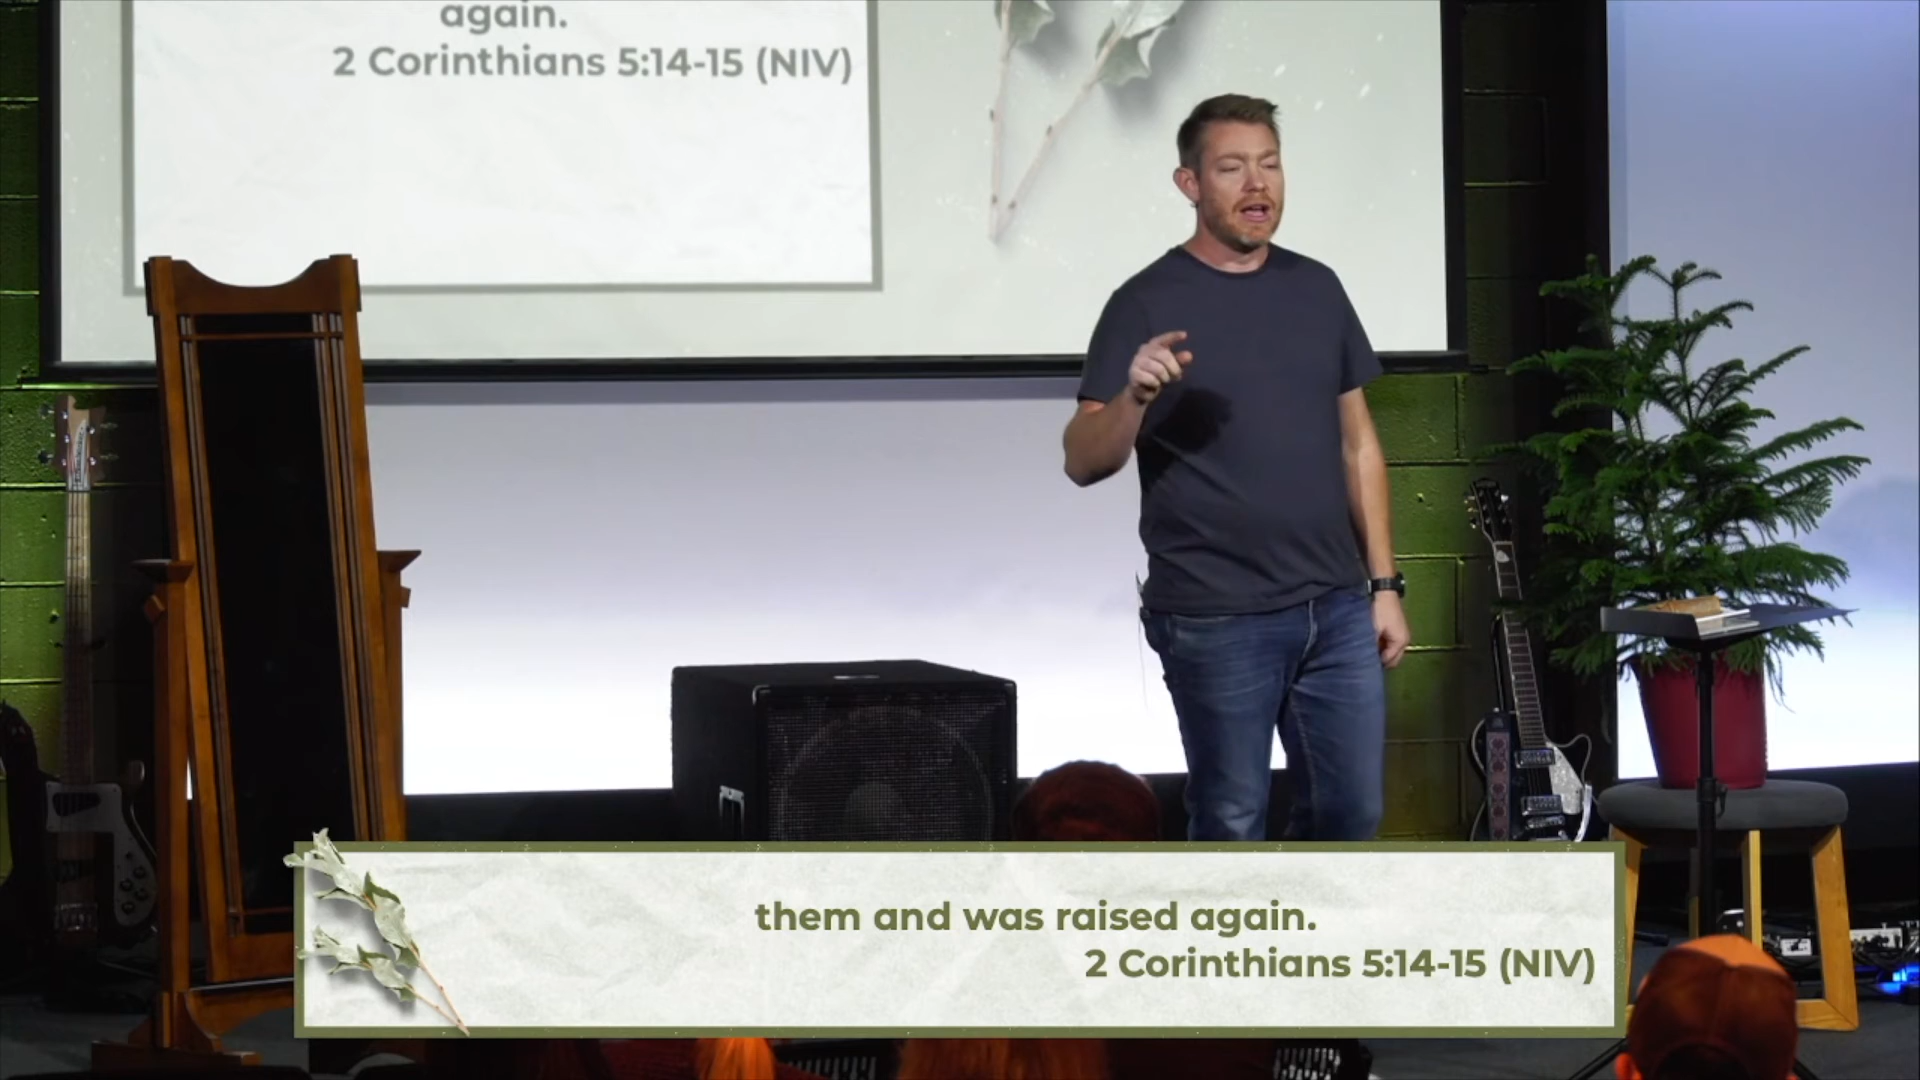 again.
2 Corinthians 5:14-15 (NIV)
them and was raised again.
2 Corinthians 5:14-15 (NIV)